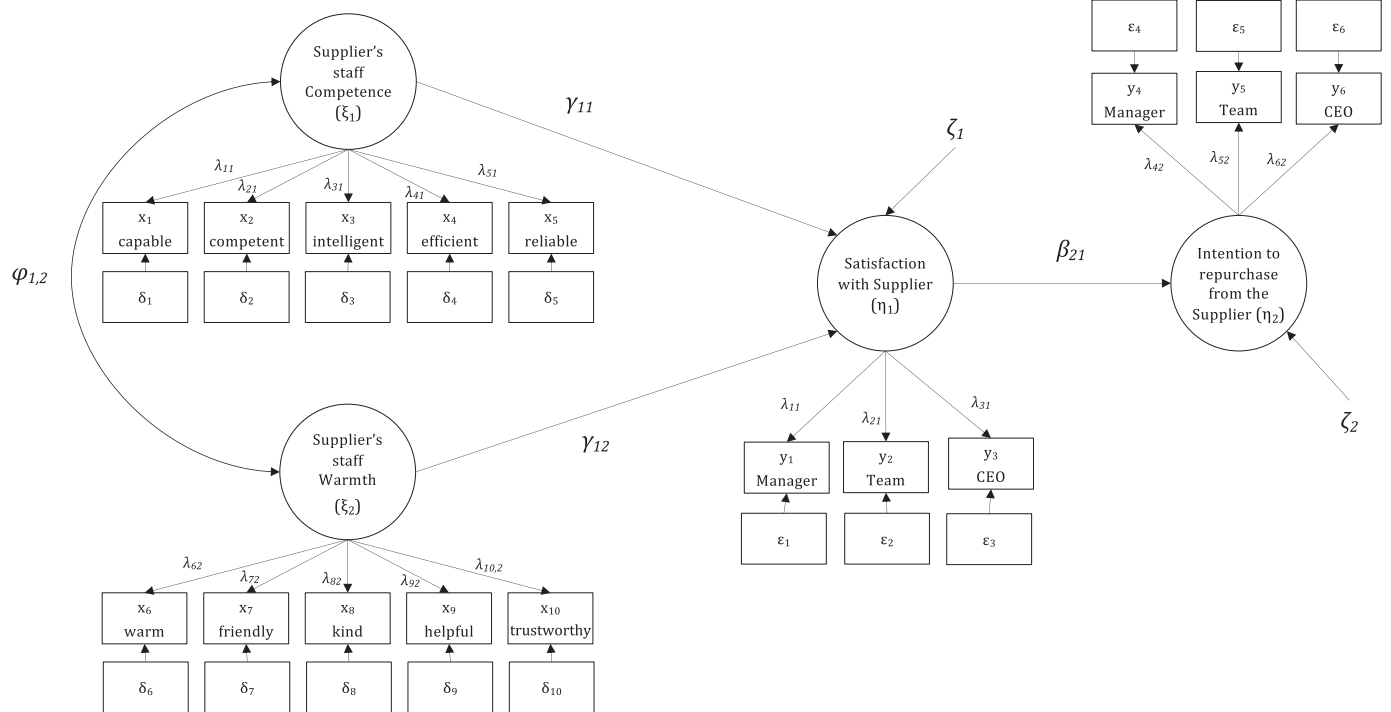 Supplier's
staff
Competence
(ξ₁)
γ₁₁
λ₁₁
λ₂₁
λ₃₁
λ₄₁
λ₅₁
x₁
capable
x₂
competent
x₃
intelligent
x₄
efficient
x₅
reliable
δ₁
δ₂
δ₃
δ₄
δ₅
φ₁,₂
Supplier's
staff
Warmth
(ξ₂)
γ₁₂
λ₆₂
λ₇₂
λ₈₂
λ₉₂
λ₁₀,₂
x₆
warm
x₇
friendly
x₈
kind
x₉
helpful
x₁₀
trustworthy
δ₆
δ₇
δ₈
δ₉
δ₁₀
ζ₁
Satisfaction
with Supplier
(η₁)
β₂₁
λ₁₁
λ₂₁
λ₃₁
y₁
Manager
y₂
Team
y₃
CEO
ε₁
ε₂
ε₃
ε₄
ε₅
ε₆
y₄
Manager
y₅
Team
y₆
CEO
λ₄₂
λ₅₂
λ₆₂
Intention to
repurchase
from the
Supplier (η₂)
ζ₂